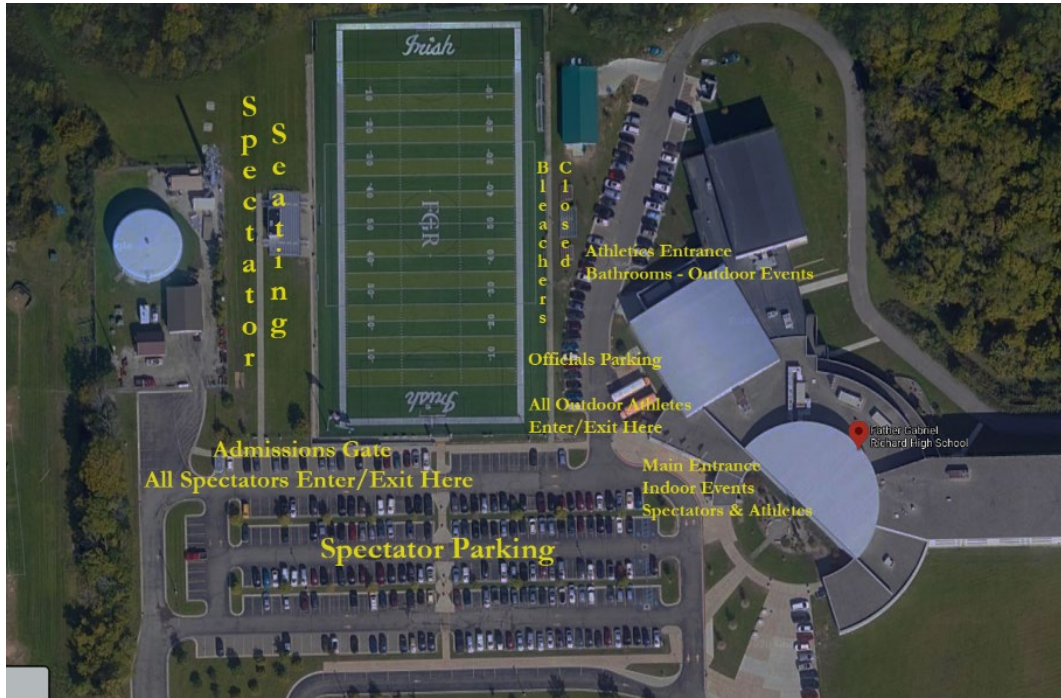 Irish
Spectator
Seating
Bleachers
Closed
FGR
Athletics Entrance
Bathrooms - Outdoor Events
Officials Parking
All Outdoor Athletes
Enter/Exit Here
Irish
Father Gabriel
Richard High School
Admissions Gate
All Spectators Enter/Exit Here
Main Entrance
Indoor Events
Spectators & Athletes
Spectator Parking